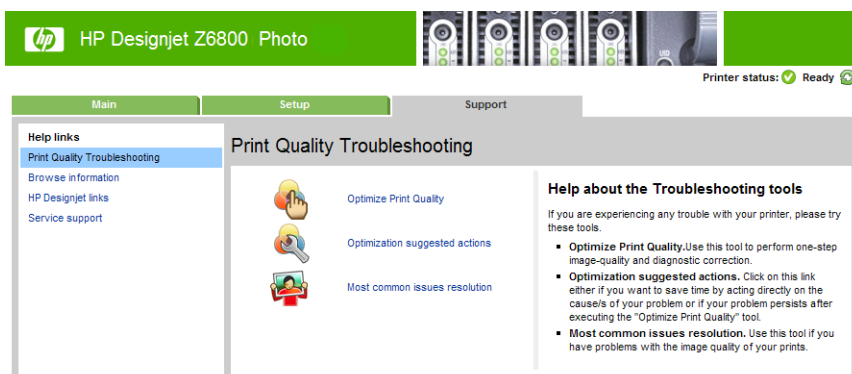 hp HP Designjet Z6800 Photo
UID
Printer status: Ready
Main Setup Support
Help links
Print Quality Troubleshooting
Browse information
HP Designjet links
Service support
Print Quality Troubleshooting
Optimize Print Quality
Optimization suggested actions
Most common issues resolution
Help about the Troubleshooting tools
If you are experiencing any trouble with your printer, please try
these tools.
▪ Optimize Print Quality.Use this tool to perform one-step
image-quality and diagnostic correction.
▪ Optimization suggested actions. Click on this link
either if you want to save time by acting directly on the
cause/s of your problem or if your problem persists after
executing the "Optimize Print Quality" tool.
▪ Most common issues resolution. Use this tool if you
have problems with the image quality of your prints.